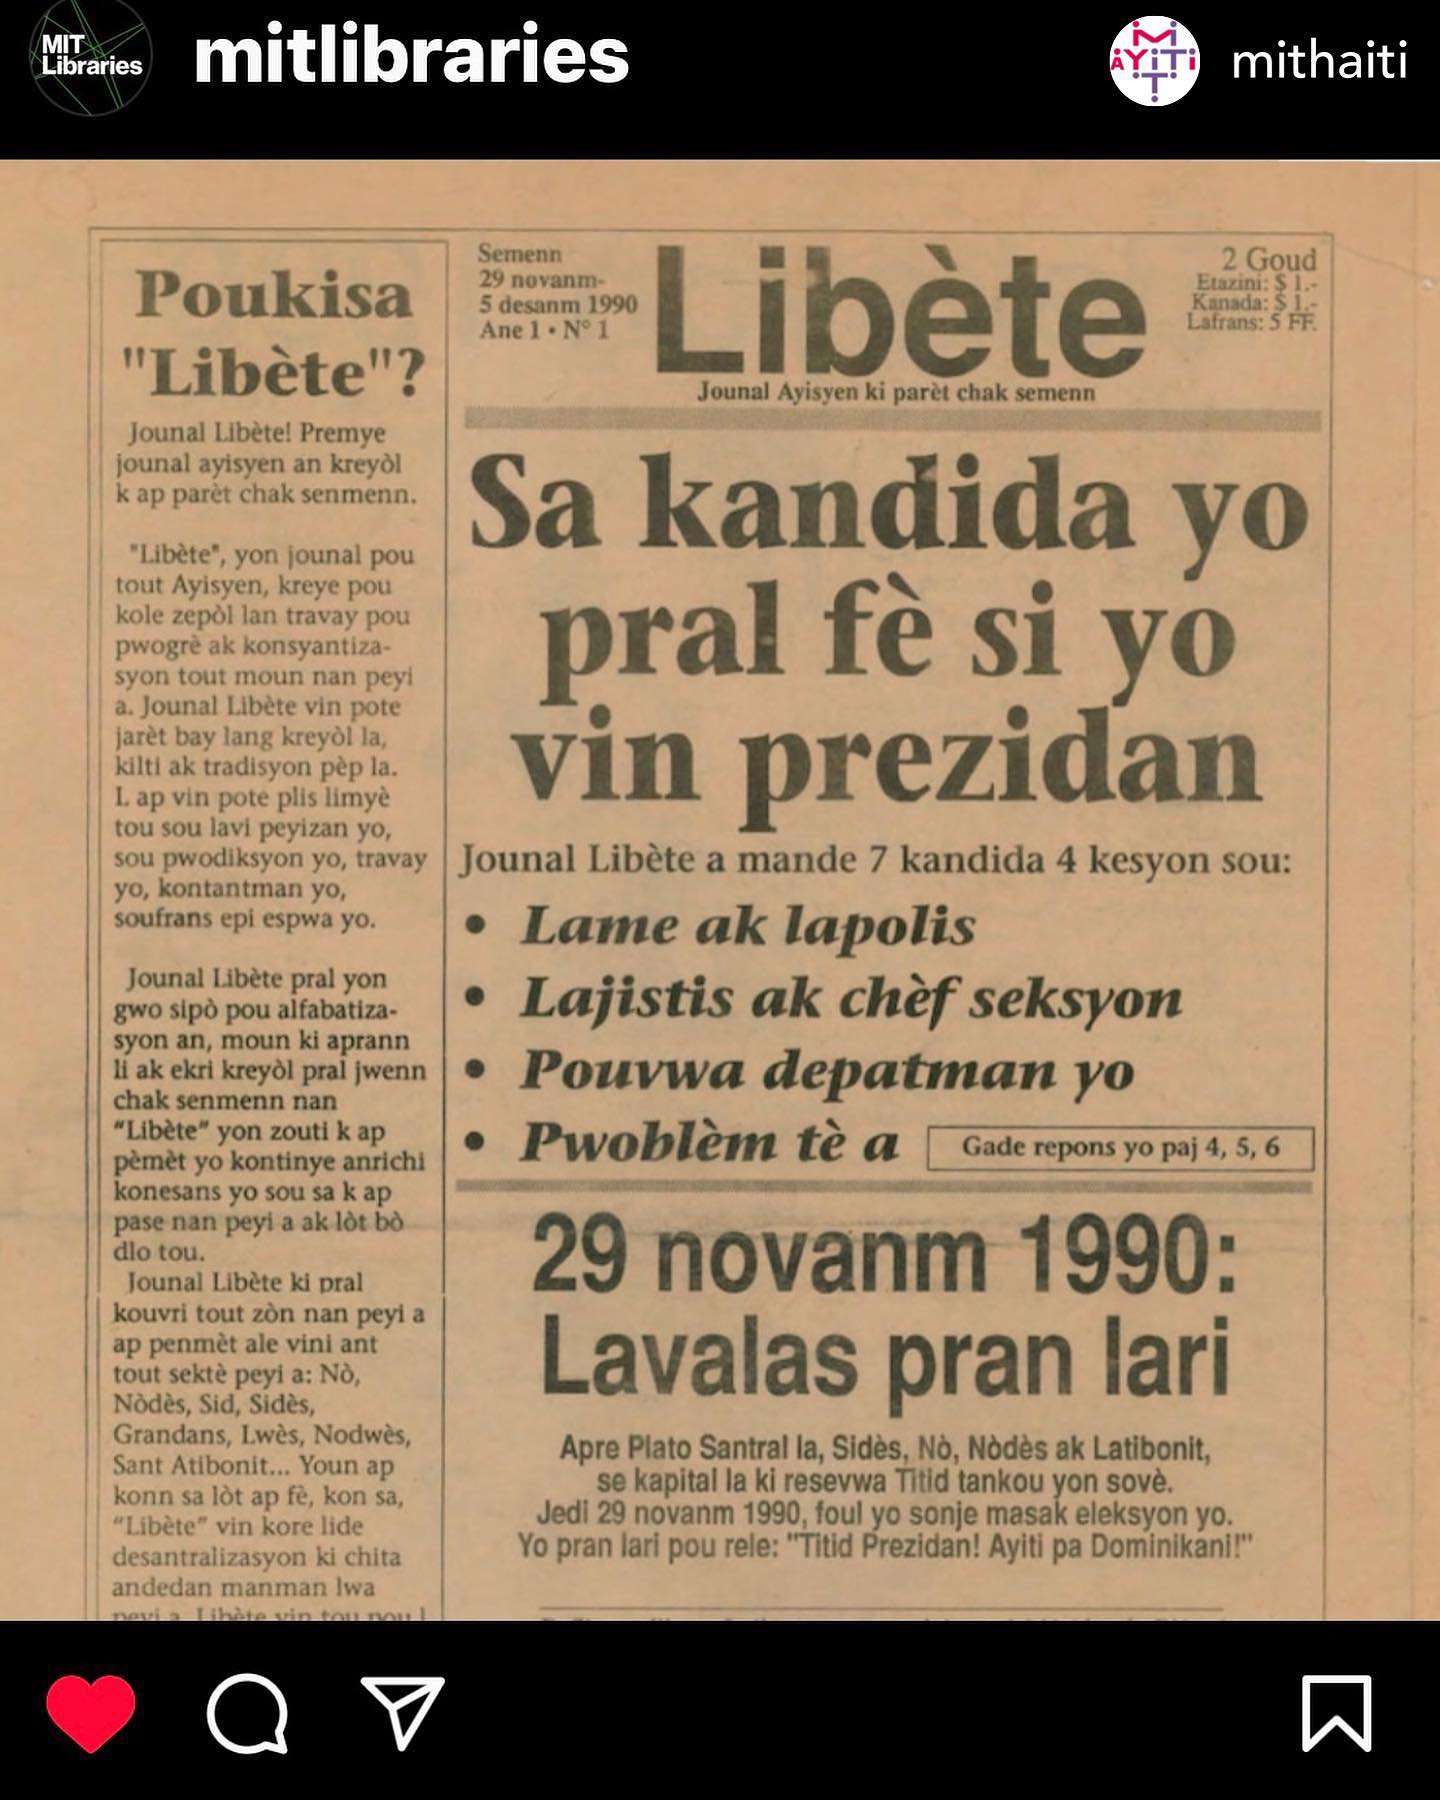 MIT
Libraries
mitlibraries
M
AYITI
T
mithaiti
Poukisa
"Libète"?
Jounal Libète! Premye
jounal ayisyen an kreyòl
k ap parèt chak senmenn.
"Libète", yon jounal pou
tout Ayisyen, kreye pou
kole zepòl lan travay pou
pwogrè ak konsyantiza-
syon tout moun nan peyi
a. Jounal Libète vin pote
jarèt bay lang kreyòl la,
kilti ak tradisyon pèp la.
L ap vin pote plis limyè
tou sou lavi peyizan yo,
sou pwodiksyon yo, travay
yo, kontantman yo,
soufrans epi espwa yo.
Jounal Libète pral yon
gwo sipò pou alfabatiza-
syon an, moun ki aprann
li ak ekri kreyòl pral jwenn
chak senmenn nan
“Libète” yon zouti k ap
pèmèt yo kontinye anrichi
konesans yo sou sa k ap
pase nan peyi a ak lòt bò
dlo tou.
Jounal Libète ki pral
kouvri tout zòn nan peyi a
ap penmèt ale vini ant
tout sektè peyi a: Nò,
Nòdès, Sid, Sidès,
Grandans, Lwès, Nodwès,
Sant Atibonit... Youn ap
konn sa lòt ap fè, kon sa,
“Libète” vin kore lide
desantralizasyon ki chita
andedan manman lwa
peyi a. Libète vin tou pou l
Semenn
29 novanm-
5 desanm 1990
Ane 1 • N° 1
Libète
Jounal Ayisyen ki parèt chak semenn
2 Goud
Etazini: $ 1.-
Kanada: $ 1.-
Lafrans: 5 FF.
Sa kandida yo
pral fè si yo
vin prezidan
Jounal Libète a mande 7 kandida 4 kesyon sou:
• Lame ak lapolis
• Lajistis ak chèf seksyon
• Pouvwa depatman yo
• Pwoblèm tè a
Gade repons yo paj 4, 5, 6
29 novanm 1990:
Lavalas pran lari
Apre Plato Santral la, Sidès, Nò, Nòdès ak Latibonit,
se kapital la ki resevwa Titid tankou yon sovè.
Jedi 29 novanm 1990, foul yo sonje masak eleksyon yo.
Yo pran lari pou rele: "Titid Prezidan! Ayiti pa Dominikani!"